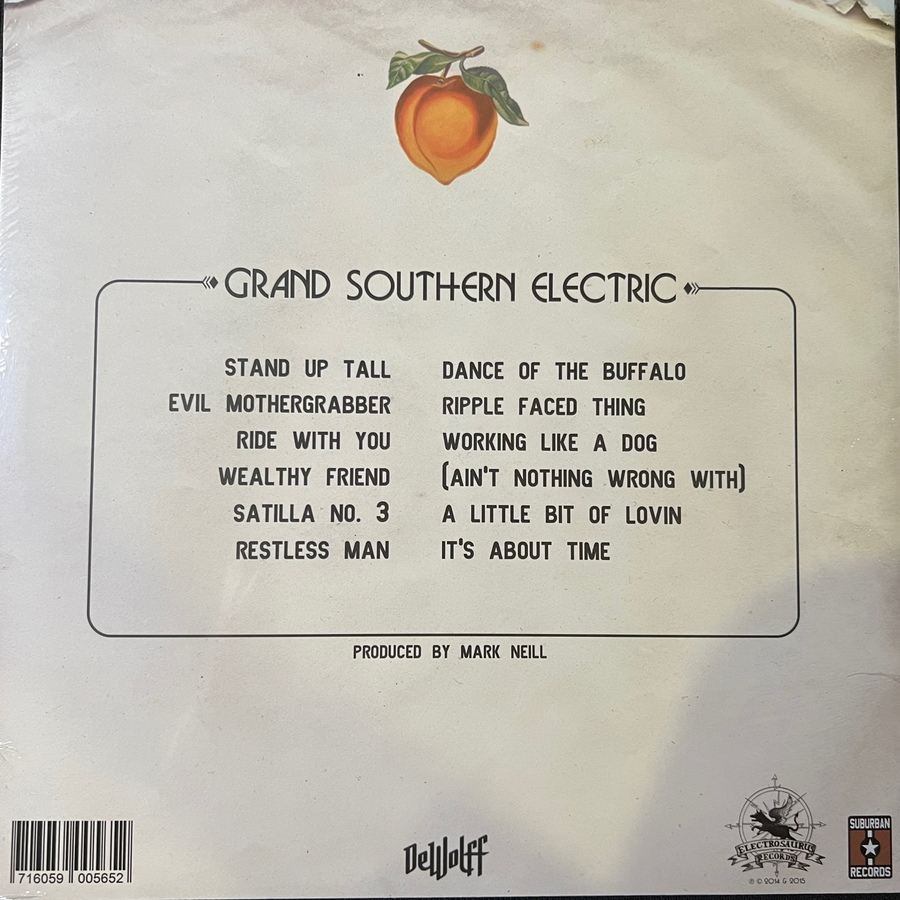 GRAND SOUTHERN ELECTRIC
STAND UP TALL
EVIL MOTHERGRABBER
RIDE WITH YOU
WEALTHY FRIEND
SATILLA NO. 3
RESTLESS MAN
DANCE OF THE BUFFALO
RIPPLE FACED THING
WORKING LIKE A DOG
(AIN'T NOTHING WRONG WITH)
A LITTLE BIT OF LOVIN
IT'S ABOUT TIME
PRODUCED BY MARK NEILL
716059 005652
DeWolff
ELECTROSAURUS
RECORDS
℗ © 2014 & 2015
SUBURBAN
RECORDS